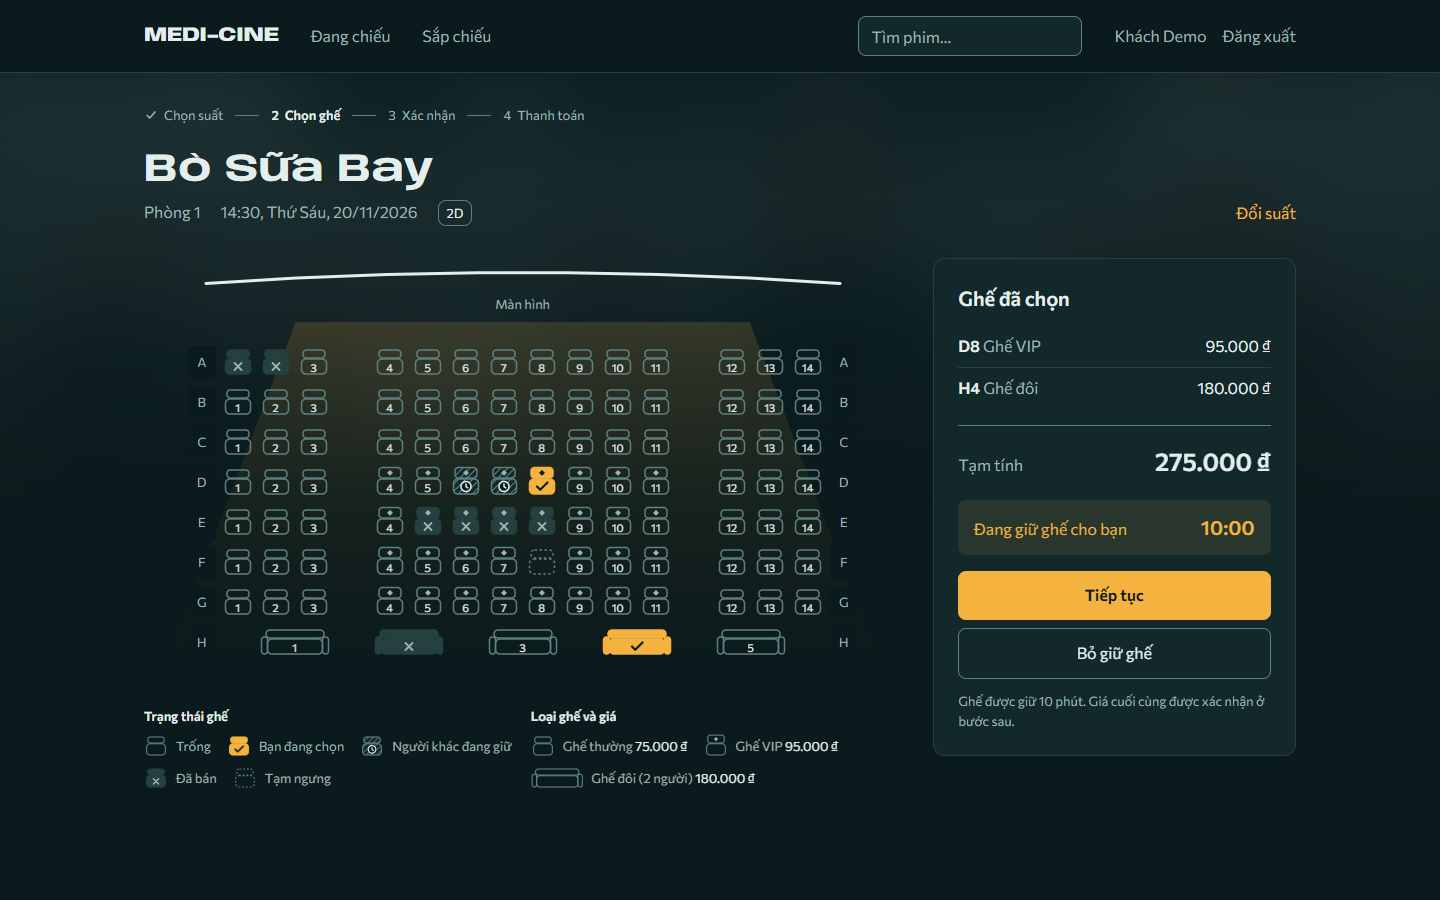 MEDI-CINE Đang chiếu Sắp chiếu Tìm phim... Khách Demo Đăng xuất
Chọn suất 2 Chọn ghế 3 Xác nhận 4 Thanh toán
Bò Sữa Bay
Phòng 1 14:30, Thứ Sáu, 20/11/2026 2D Đổi suất
Màn hình
A 3 4 5 6 7 8 9 10 11 12 13 14 A
B 1 2 3 4 5 6 7 8 9 10 11 12 13 14 B
C 1 2 3 4 5 6 7 8 9 10 11 12 13 14 C
D 1 2 3 4 5 9 10 11 12 13 14 D
E 1 2 3 4 9 10 11 12 13 14 E
F 1 2 3 4 5 6 7 9 10 11 12 13 14 F
G 1 2 3 4 5 6 7 8 9 10 11 12 13 14 G
H 1 3 5 H
Trạng thái ghế
Trống Bạn đang chọn Người khác đang giữ
Đã bán Tạm ngưng
Loại ghế và giá
Ghế thường 75.000 ₫ Ghế VIP 95.000 ₫
Ghế đôi (2 người) 180.000 ₫
Ghế đã chọn
D8 Ghế VIP 95.000 ₫
H4 Ghế đôi 180.000 ₫
Tạm tính 275.000 ₫
Đang giữ ghế cho bạn 10:00
Tiếp tục
Bỏ giữ ghế
Ghế được giữ 10 phút. Giá cuối cùng được xác nhận ở
bước sau.